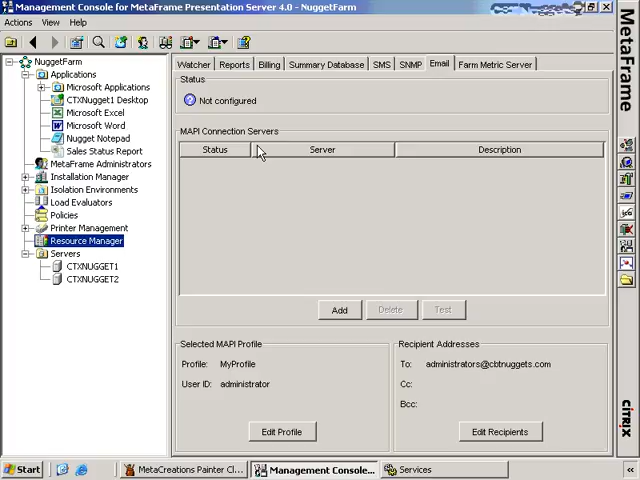 Management Console for MetaFrame Presentation Server 4.0 - NuggetFarm
Actions View Help
NuggetFarm
Applications
Microsoft Applications
CTXNugget1 Desktop
Microsoft Excel
Microsoft Word
Nugget Notepad
Sales Status Report
MetaFrame Administrators
Installation Manager
Isolation Environments
Load Evaluators
Policies
Printer Management
Resource Manager
Servers
CTXNUGGET1
CTXNUGGET2
Watcher Reports Billing Summary Database SMS SNMP Email Farm Metric Server
Status
Not configured
MAPI Connection Servers
Status Server Description
Add Delete Test
Selected MAPI Profile
Profile: MyProfile
User ID: administrator
Edit Profile
Recipient Addresses
To: administrators@cbtnuggets.com
Cc:
Bcc:
Edit Recipients
MetaFrame
CITRIX
Start MetaCreations Painter Cl... Management Console... Services «